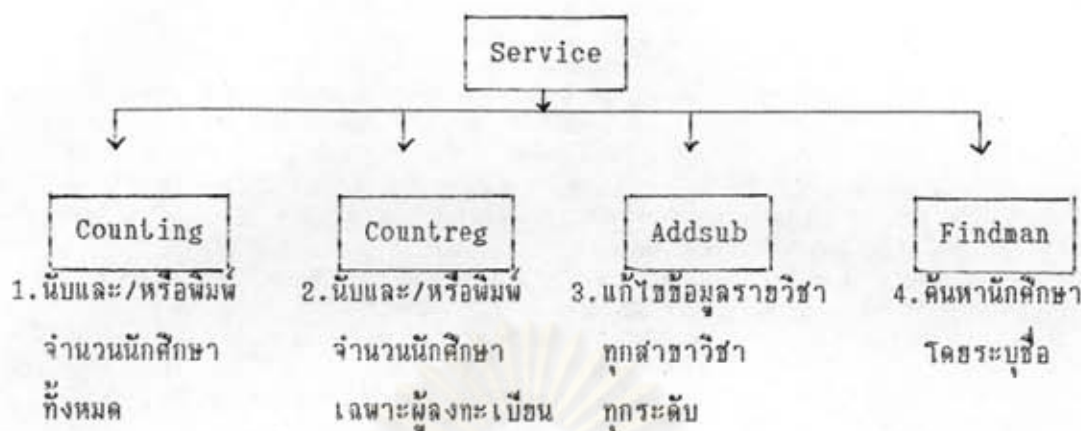 Service
Counting Countreg Addsub Findman
1.นับและ/หรือพิมพ์ 2.นับและ/หรือพิมพ์ 3.แก้ไขข้อมูลรายวิชา 4.ค้นหานักศึกษา
จำนวนนักศึกษา จำนวนนักศึกษา ทุกสาขาวิชา โดยระบุชื่อ
ทั้งหมด เฉพาะผู้ลงทะเบียน ทุกระดับ